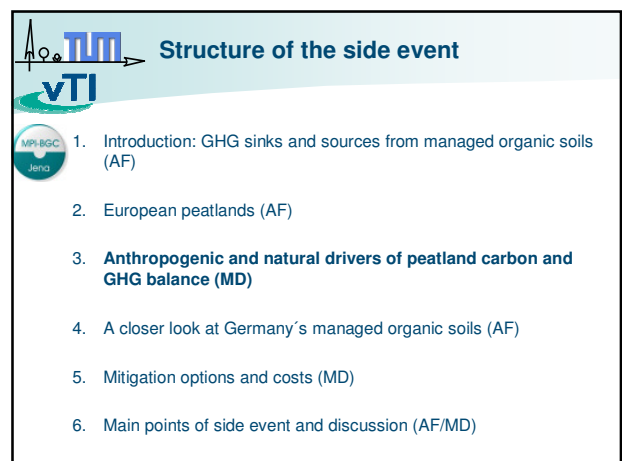 TUM
Structure of the side event
vTI
MPI-BGC
Jena
1. Introduction: GHG sinks and sources from managed organic soils
(AF)
2. European peatlands (AF)
3. Anthropogenic and natural drivers of peatland carbon and
GHG balance (MD)
4. A closer look at Germany´s managed organic soils (AF)
5. Mitigation options and costs (MD)
6. Main points of side event and discussion (AF/MD)